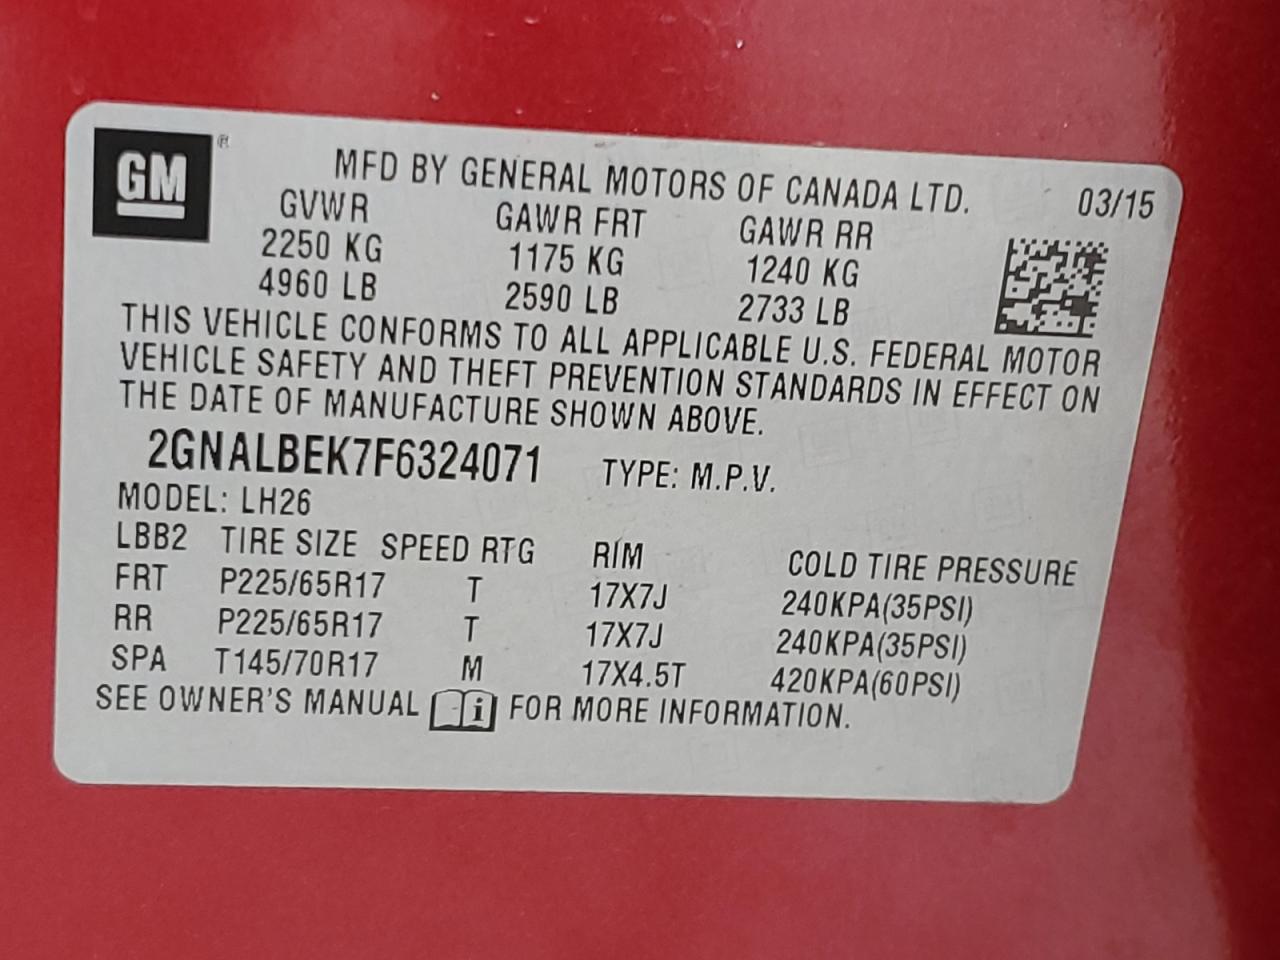 GM ®
MFD BY GENERAL MOTORS OF CANADA LTD. 03/15
GVWR GAWR FRT GAWR RR
2250 KG 1175 KG 1240 KG
4960 LB 2590 LB 2733 LB
THIS VEHICLE CONFORMS TO ALL APPLICABLE U.S. FEDERAL MOTOR
VEHICLE SAFETY AND THEFT PREVENTION STANDARDS IN EFFECT ON
THE DATE OF MANUFACTURE SHOWN ABOVE.
2GNALBEK7F6324071 TYPE: M.P.V.
MODEL: LH26
LBB2 TIRE SIZE SPEED RTG RIM COLD TIRE PRESSURE
FRT P225/65R17 T 17X7J 240KPA(35PSI)
RR P225/65R17 T 17X7J 240KPA(35PSI)
SPA T145/70R17 M 17X4.5T 420KPA(60PSI)
SEE OWNER'S MANUAL i FOR MORE INFORMATION.